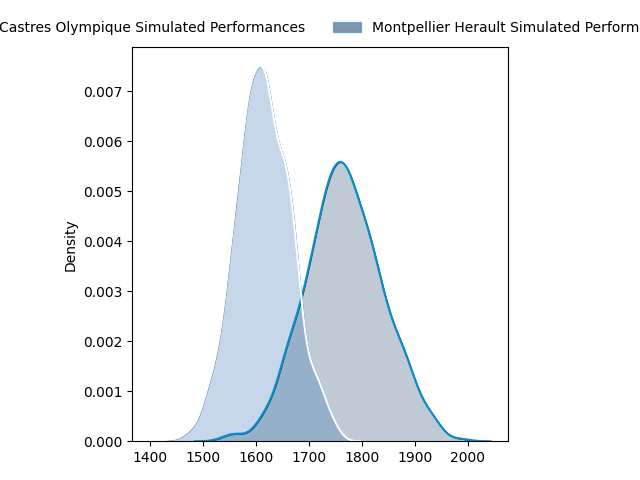 Castres Olympique Simulated Performances
Montpellier Herault Simulated Perform
0.007
0.006
0.005
0.004
0.003
0.002
0.001
0.000
Density
1400 1500 1600 1700 1800 1900 2000